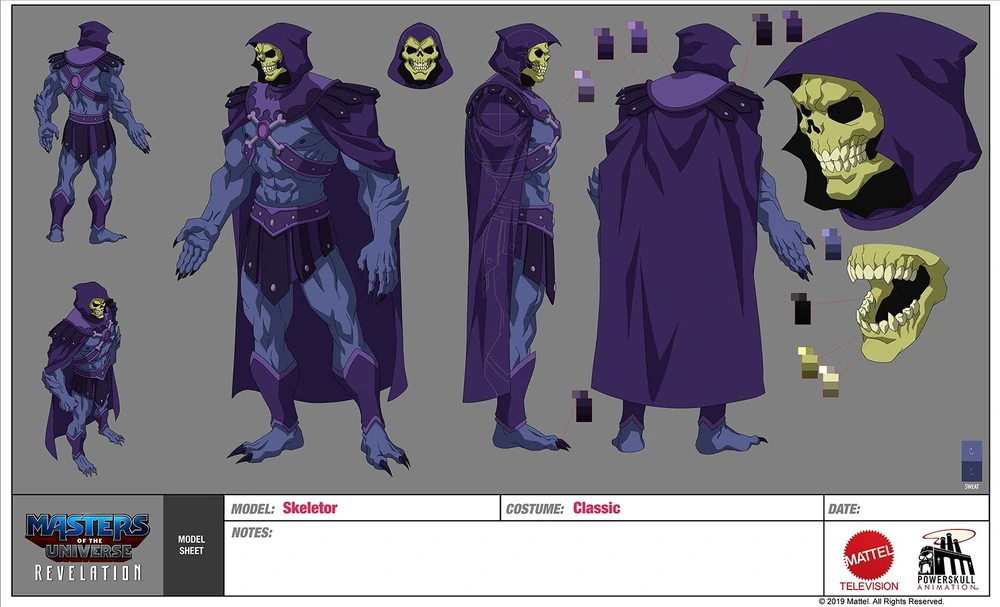 SWEAT
MASTERS
OF THE
UNIVERSE
REVELATION
MODEL
SHEET
MODEL: Skeletor
COSTUME: Classic
DATE:
NOTES:
MATTEL
TELEVISION
POWERSKULL
ANIMATION
© 2019 Mattel. All Rights Reserved.